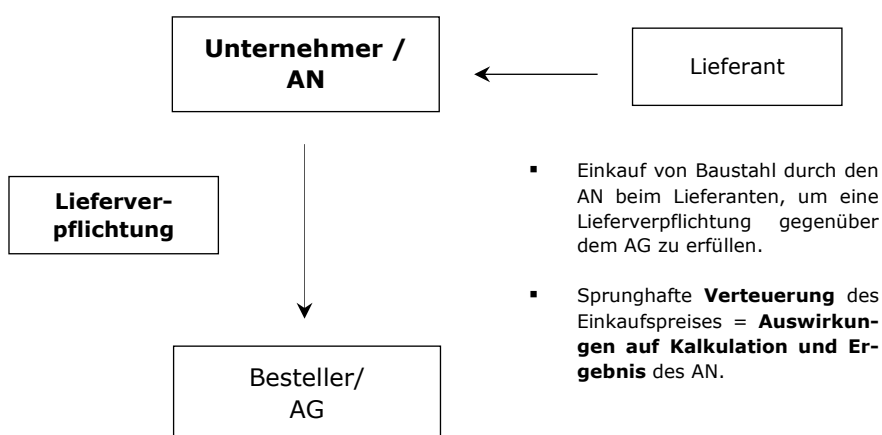 Unternehmer /
AN
Lieferant
Lieferver-
pflichtung
▪ Einkauf von Baustahl durch den
AN beim Lieferanten, um eine
Lieferverpflichtung gegenüber
dem AG zu erfüllen.
▪ Sprunghafte Verteuerung des
Einkaufspreises = Auswirkun-
gen auf Kalkulation und Er-
gebnis des AN.
Besteller/
AG